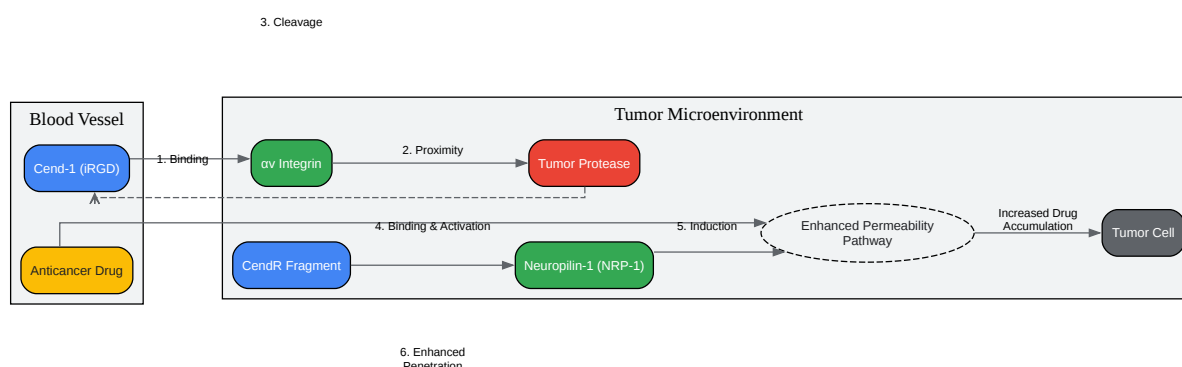 3. Cleavage
Blood Vessel
Tumor Microenvironment
Cend-1 (iRGD)
1. Binding
αv Integrin
2. Proximity
Tumor Protease
Anticancer Drug
4. Binding & Activation
5. Induction
CendR Fragment
Neuropilin-1 (NRP-1)
Enhanced Permeability
Pathway
Increased Drug
Accumulation
Tumor Cell
6. Enhanced
Penetration